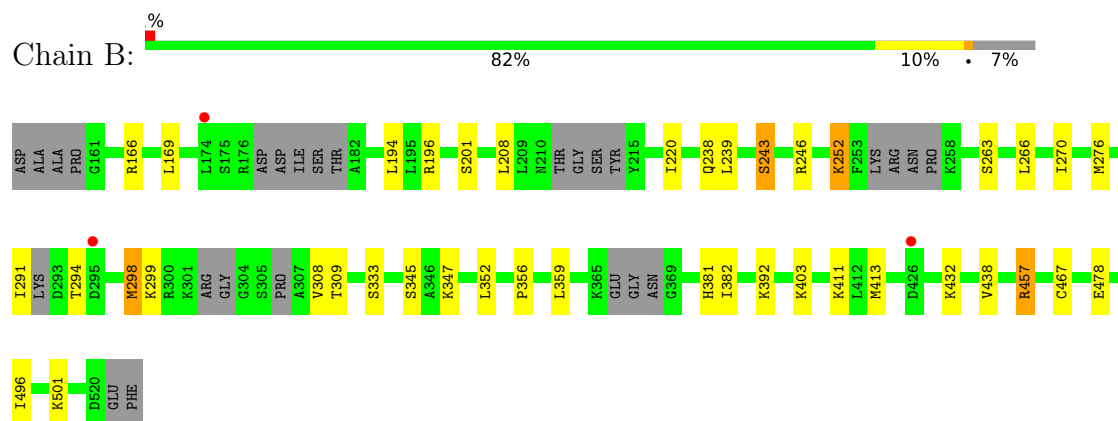 1%
Chain B:
82% 10% • 7%
ASP ALA ALA PRO G161 R166 L169 L174 S175 R176 ASP ASP ILE SER THR A182 L194 L195 R196 S201 L208 L209 N210 THR GLY SER TYR Y215 I220 Q238 L239 S243 R246 K252 F253 LYS ARG ASN PRO K258 S263 L266 I270 M276
I291 LYS D293 T294 D295 M298 K299 R300 K301 ARG GLY G304 S305 PRO A307 V308 T309 S333 S345 A346 K347 L352 P356 L359 K365 GLU GLY ASN G369 H381 I382 K392 K403 K411 L412 M413 D426 K432 V438 R457 C467 E478
I496 K501 D520 GLU PHE